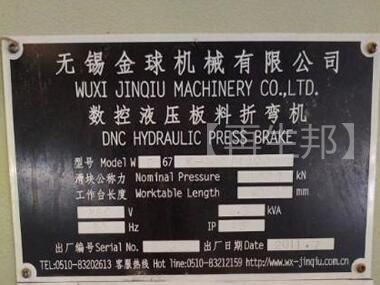 无锡金球机械有限公司
WUXI JINQIU MACHINERY CO.,LTD.
数控液压板料折弯机
DNC HYDRAULIC PRESS BRAKE
型号 Model W 67
滑块公称力 Nominal Pressure kN
工作台长度 Worktable Length mm
V kVA
Hz IP
出厂编号 Serial No. 出厂日期 Date 2011.
TEL:0510-83202613 客服热线 Hot line:0510-83212159 http://www.wx-jinqiu.com.cn